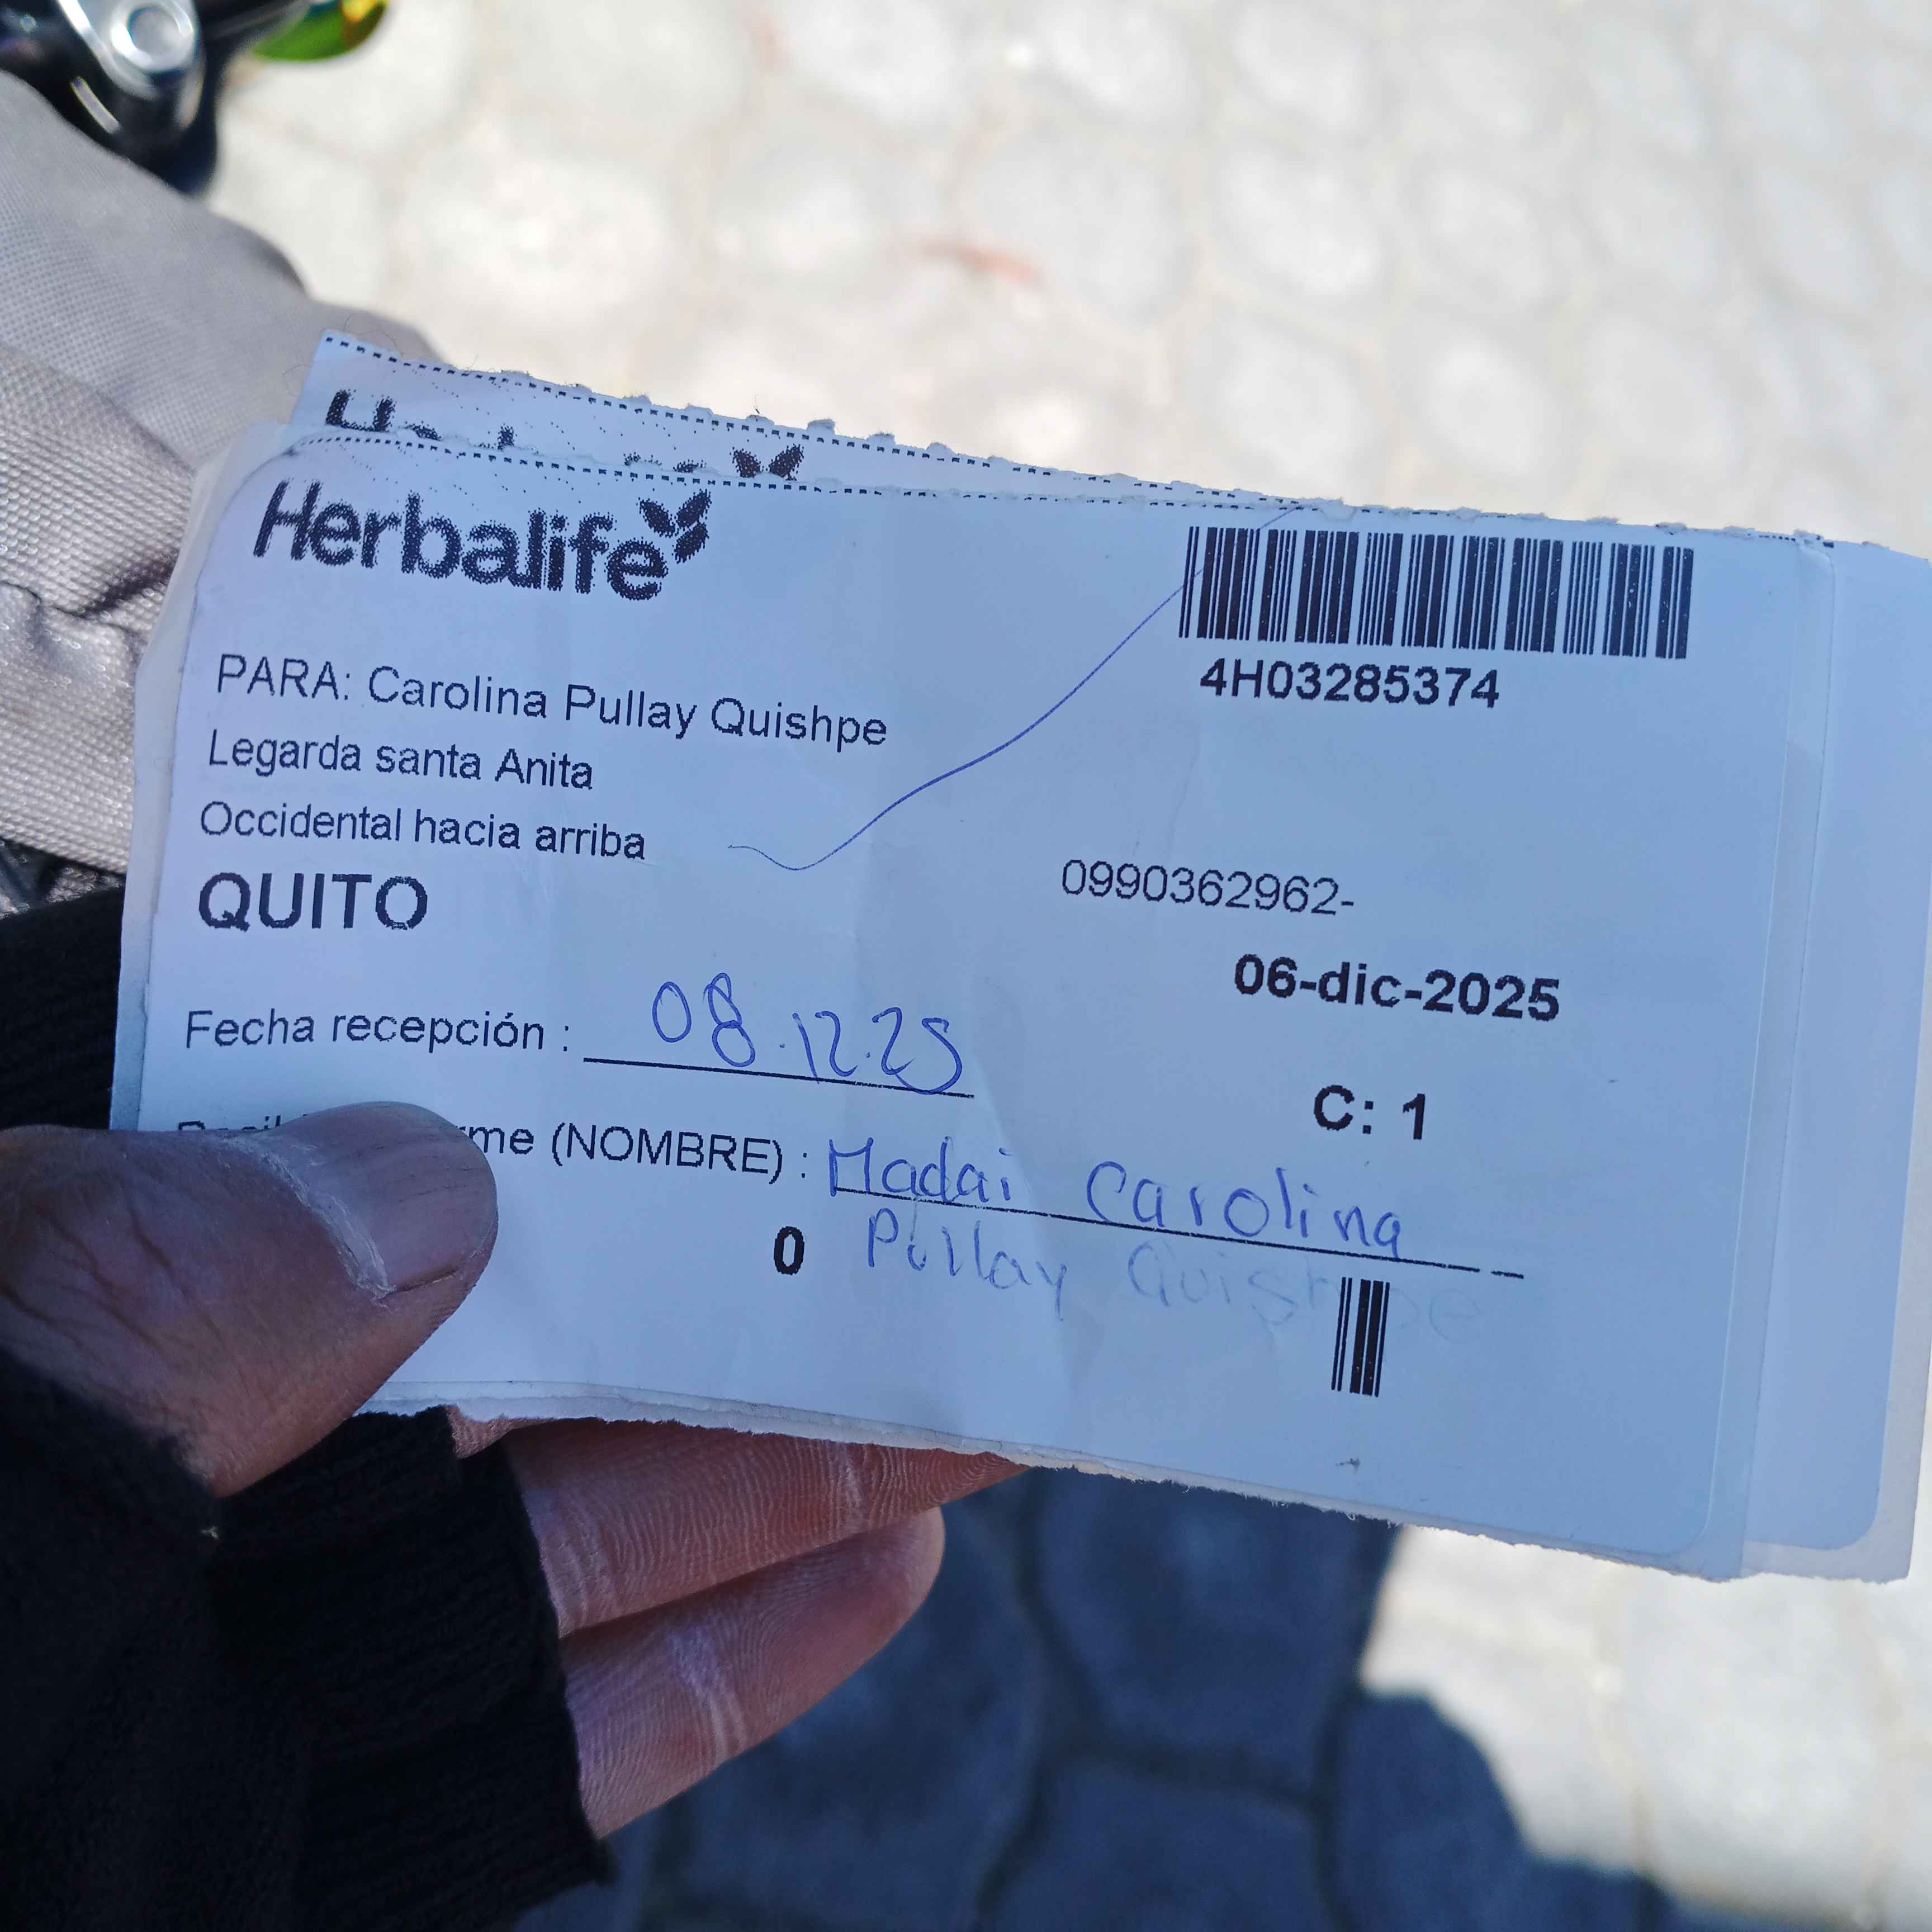 Herbalife
4H03285374
PARA: Carolina Pullay Quishpe
Legarda santa Anita
Occidental hacia arriba
QUITO
0990362962-
06-dic-2025
Fecha recepción : 08.12.25
C: 1
(NOMBRE) : Madai Carolina
0 Pullay Quishpe